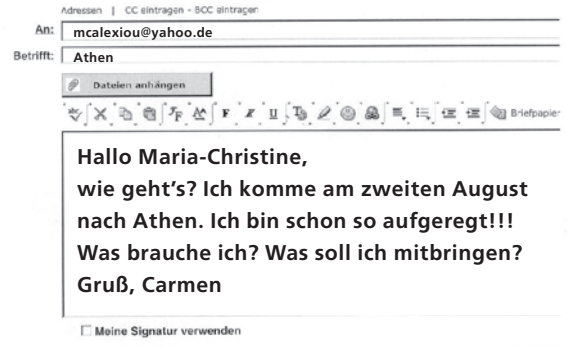 Adressen | CC eintragen - BCC eintragen
An: mcalexiou@yahoo.de
Betrifft: Athen
Dateien anhängen
Briefpapier
Hallo Maria-Christine,
wie geht's? Ich komme am zweiten August
nach Athen. Ich bin schon so aufgeregt!!!
Was brauche ich? Was soll ich mitbringen?
Gruß, Carmen
Meine Signatur verwenden